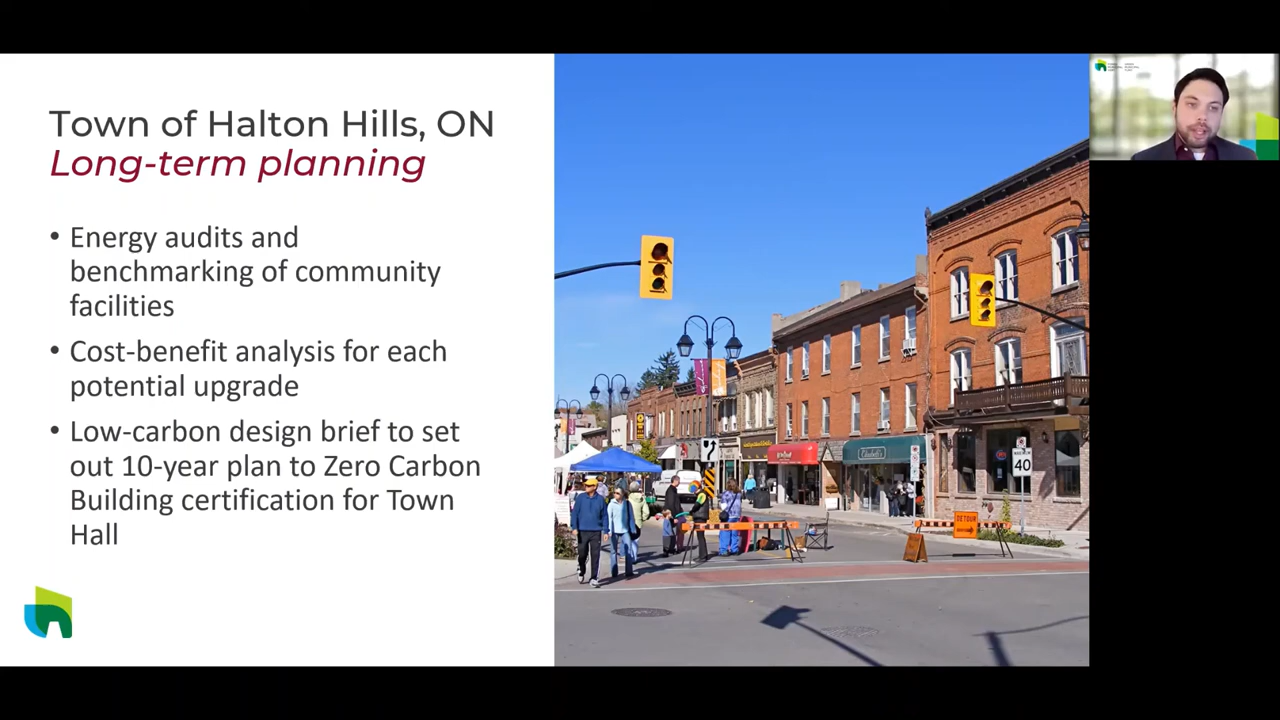 Town of Halton Hills, ON
Long-term planning
• Energy audits and
benchmarking of community
facilities
• Cost-benefit analysis for each
potential upgrade
• Low-carbon design brief to set
out 10-year plan to Zero Carbon
Building certification for Town
Hall
40
DETOUR